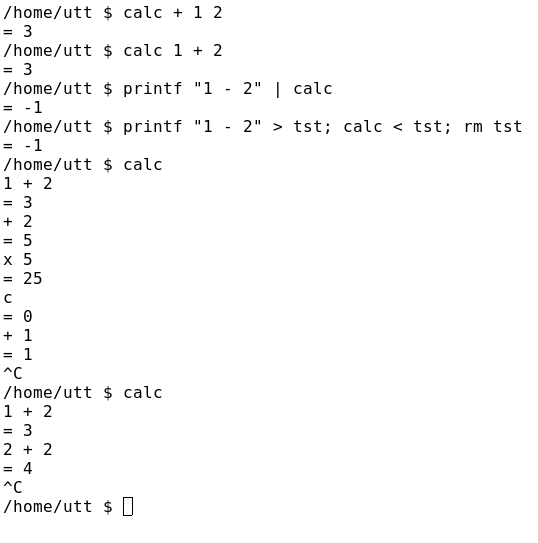 /home/utt $ calc + 1 2
= 3
/home/utt $ calc 1 + 2
= 3
/home/utt $ printf "1 - 2" | calc
= -1
/home/utt $ printf "1 - 2" > tst; calc < tst; rm tst
= -1
/home/utt $ calc
1 + 2
= 3
+ 2
= 5
x 5
= 25
c
= 0
+ 1
= 1
^C
/home/utt $ calc
1 + 2
= 3
2 + 2
= 4
^C
/home/utt $